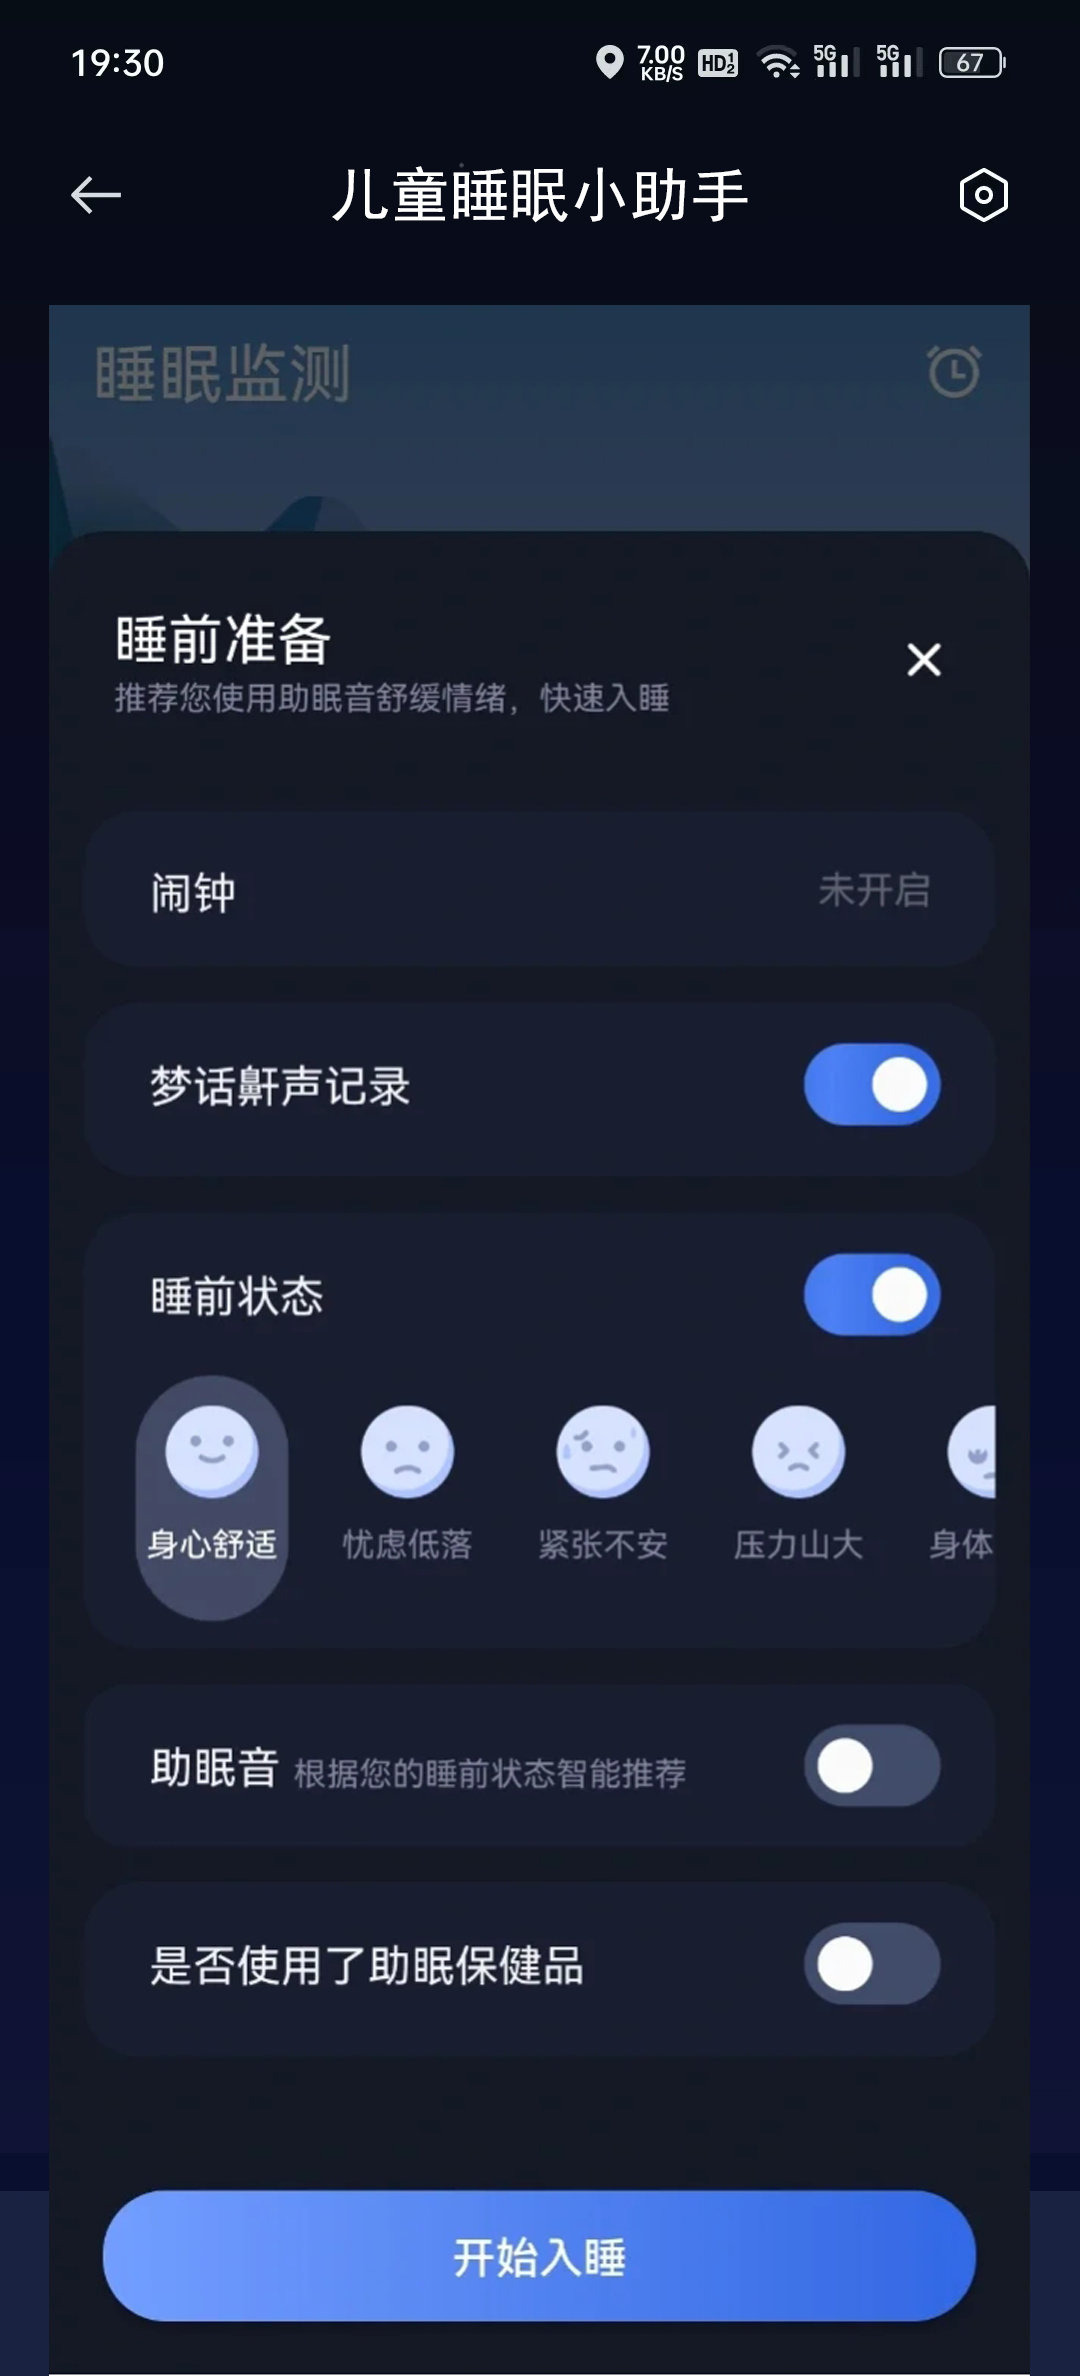 19:30 7.00 KB/S HD 1 2 5G 5G 67
儿童睡眠小助手
睡眠监测
睡前准备
推荐您使用助眠音舒缓情绪，快速入睡
闹钟 未开启
梦话鼾声记录
睡前状态
身心舒适 忧虑低落 紧张不安 压力山大 身体
助眠音 根据您的睡前状态智能推荐
是否使用了助眠保健品
开始入睡